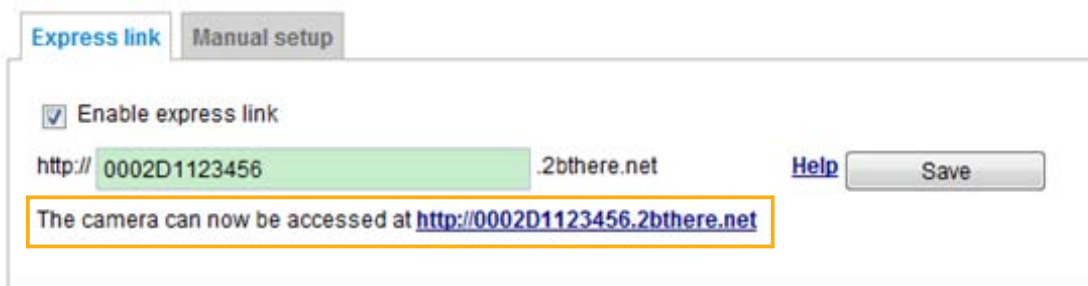 Express link Manual setup
Enable express link
http:// 0002D1123456 .2bthere.net Help Save
The camera can now be accessed at http://0002D1123456.2bthere.net